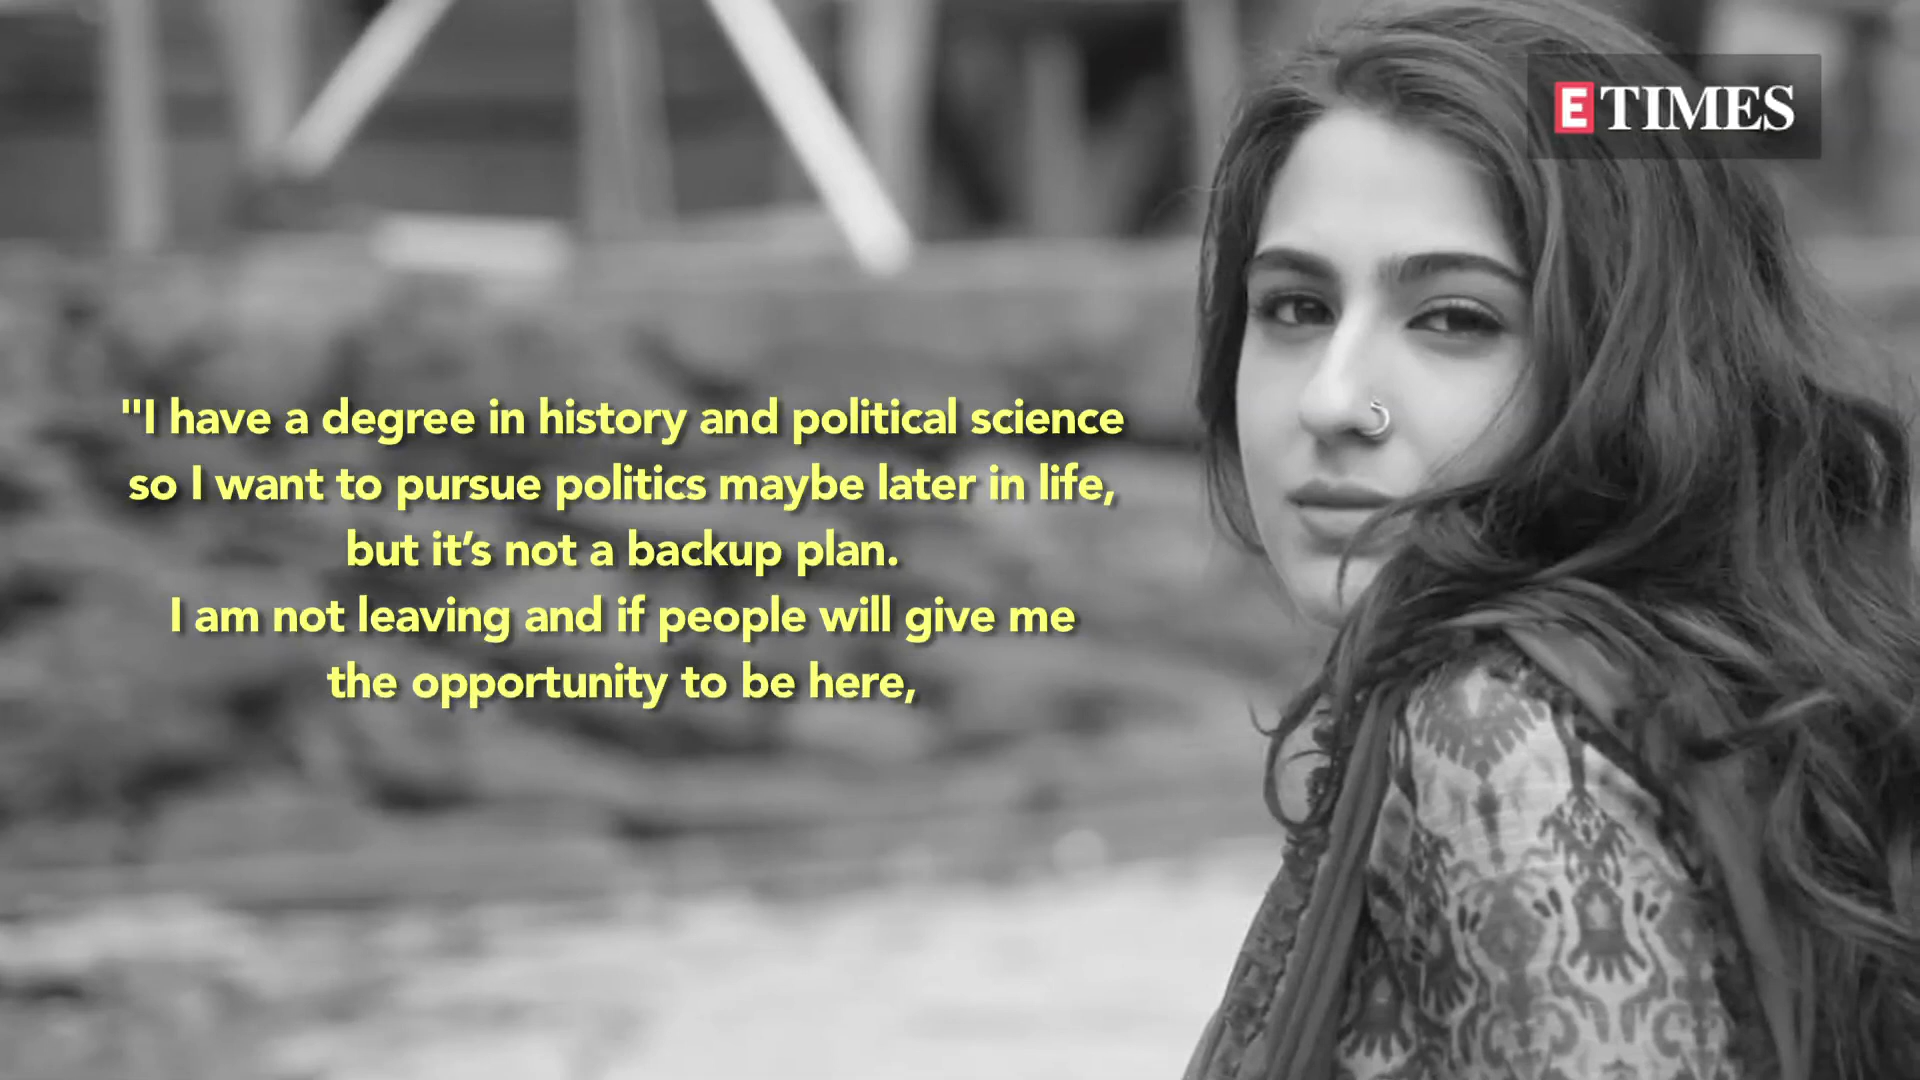 E TIMES
"I have a degree in history and political science
so I want to pursue politics maybe later in life,
but it’s not a backup plan.
I am not leaving and if people will give me
the opportunity to be here,